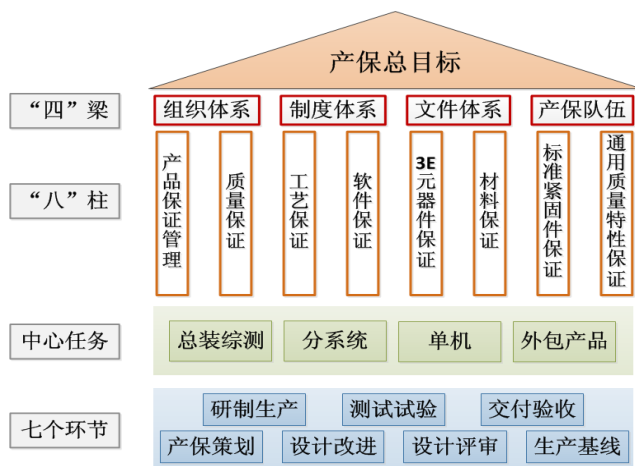 产保总目标
“四”梁
组织体系
制度体系
文件体系
产保队伍
“八”柱
产品保证管理
质量保证
工艺保证
软件保证
3E元器件保证
材料保证
标准紧固件保证
通用质量特性保证
中心任务
总装综测
分系统
单机
外包产品
七个环节
研制生产
测试试验
交付验收
产保策划
设计改进
设计评审
生产基线